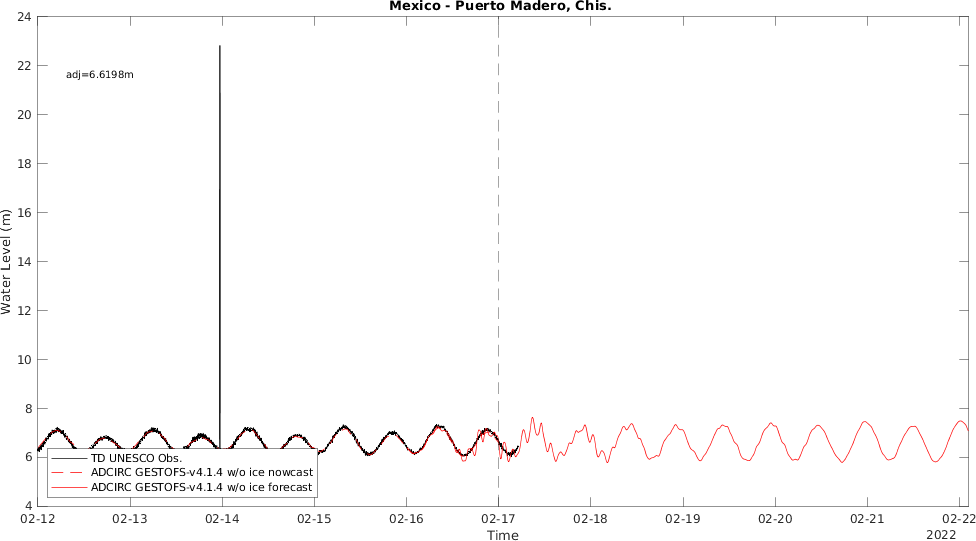 Mexico - Puerto Madero, Chis.
24
22
20
18
16
14
12
10
8
6
4
Water Level (m)
adj=6.6198m
TD UNESCO Obs.
ADCIRC GESTOFS-v4.1.4 w/o ice nowcast
ADCIRC GESTOFS-v4.1.4 w/o ice forecast
02-12 02-13 02-14 02-15 02-16 02-17 02-18 02-19 02-20 02-21 02-22
Time
2022